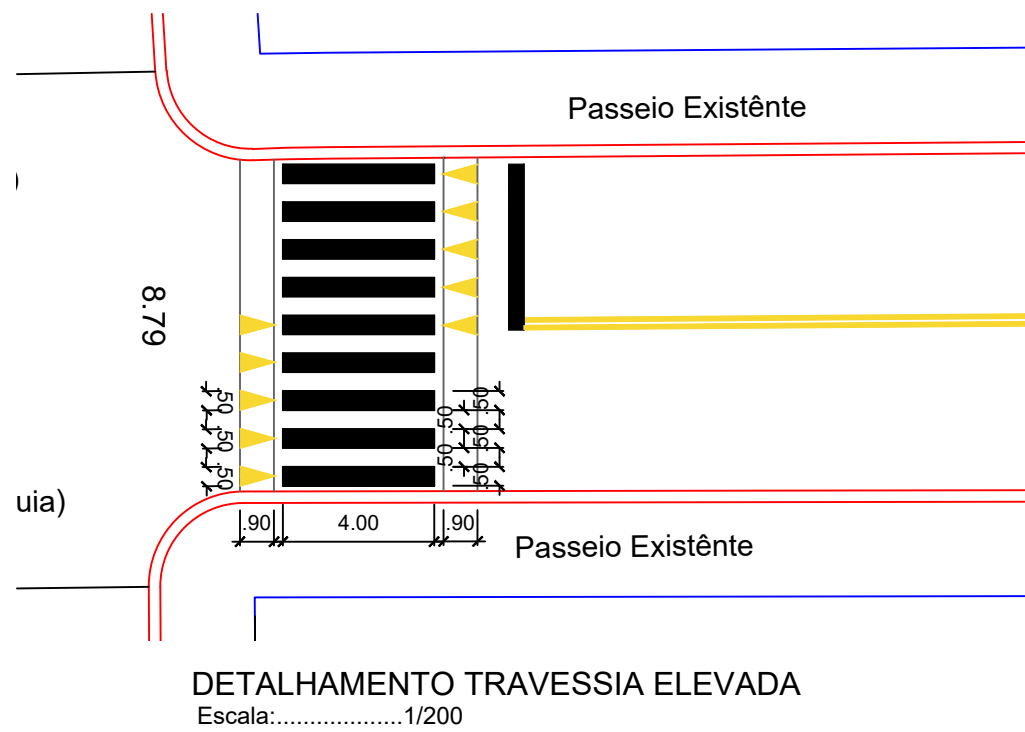 Passeio Existênte
)
8.79
.50
.50
.50
.50
.50
.50
.50
.50
uia)
.90
4.00
.90
Passeio Existênte
DETALHAMENTO TRAVESSIA ELEVADA
Escala:...................1/200